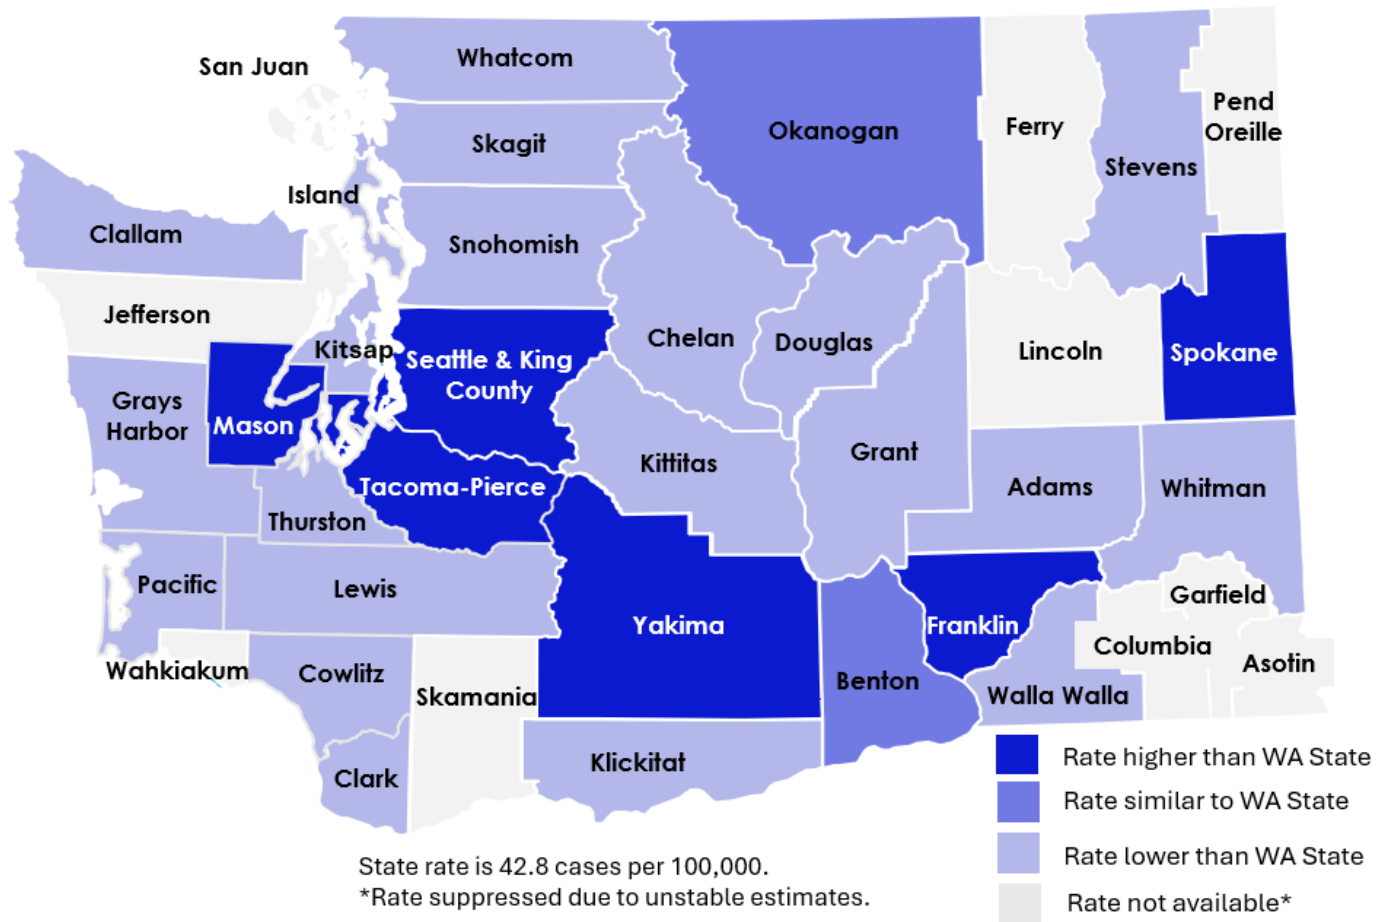 Whatcom
San Juan
Pend
Oreille
Ferry
Okanogan
Skagit
Stevens
Island
Clallam
Snohomish
Jefferson
Chelan
Douglas
Kitsap
Seattle & King
County
Lincoln
Spokane
Grays
Harbor
Mason
Grant
Kittitas
Tacoma-Pierce
Adams
Whitman
Thurston
Pacific
Lewis
Garfield
Yakima
Franklin
Columbia
Asotin
Wahkiakum
Cowlitz
Skamania
Benton
Walla Walla
Klickitat
Clark
Rate higher than WA State
Rate similar to WA State
Rate lower than WA State
Rate not available*
State rate is 42.8 cases per 100,000.
*Rate suppressed due to unstable estimates.